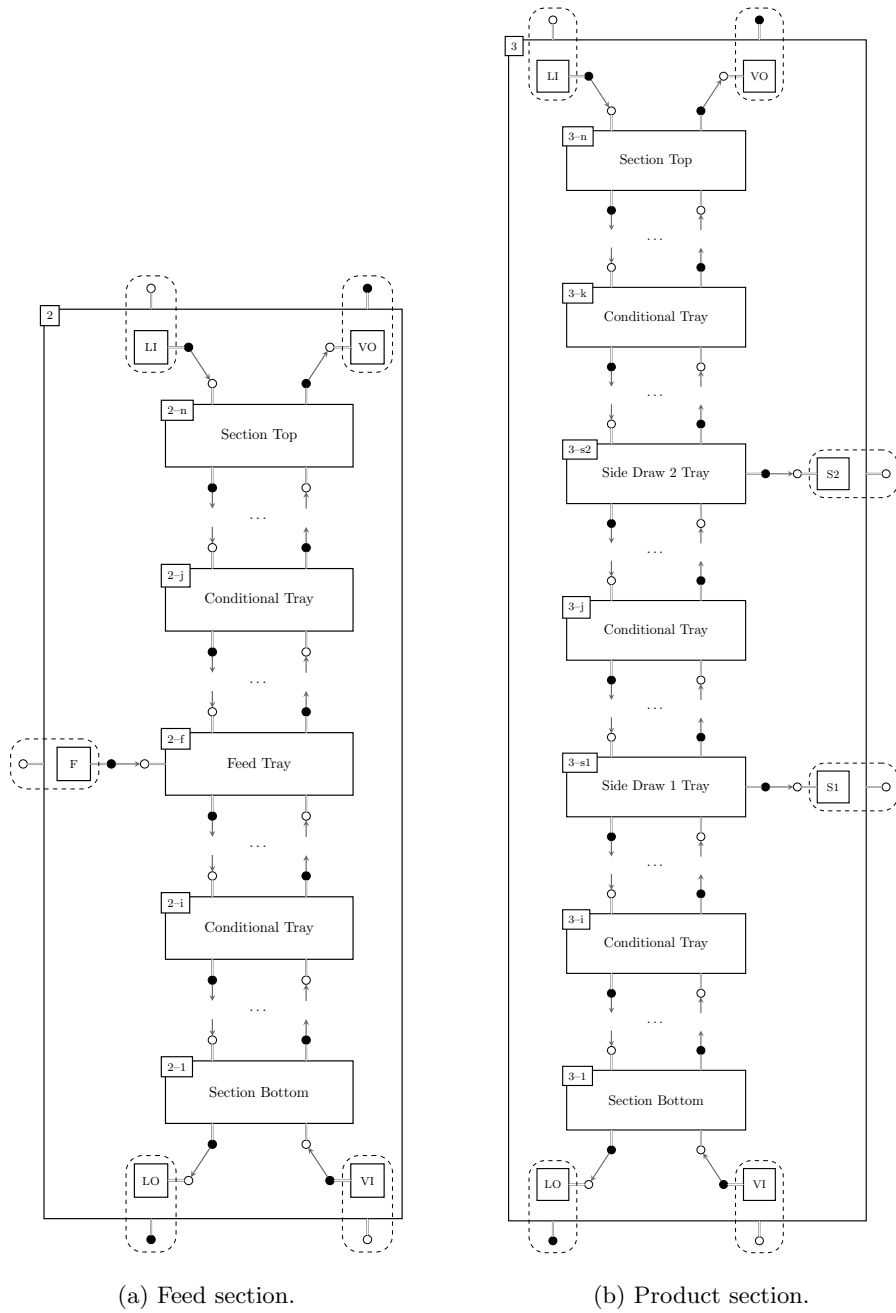 2
LI
VO
2–n
Section Top
...
2–j
Conditional Tray
...
2–f
F
Feed Tray
...
2–i
Conditional Tray
...
2–1
Section Bottom
LO
VI
(a) Feed section.
3
LI
VO
3–n
Section Top
...
3–k
Conditional Tray
...
3–s2
Side Draw 2 Tray
S2
...
3–j
Conditional Tray
...
3–s1
Side Draw 1 Tray
S1
...
3–i
Conditional Tray
...
3–1
Section Bottom
LO
VI
(b) Product section.